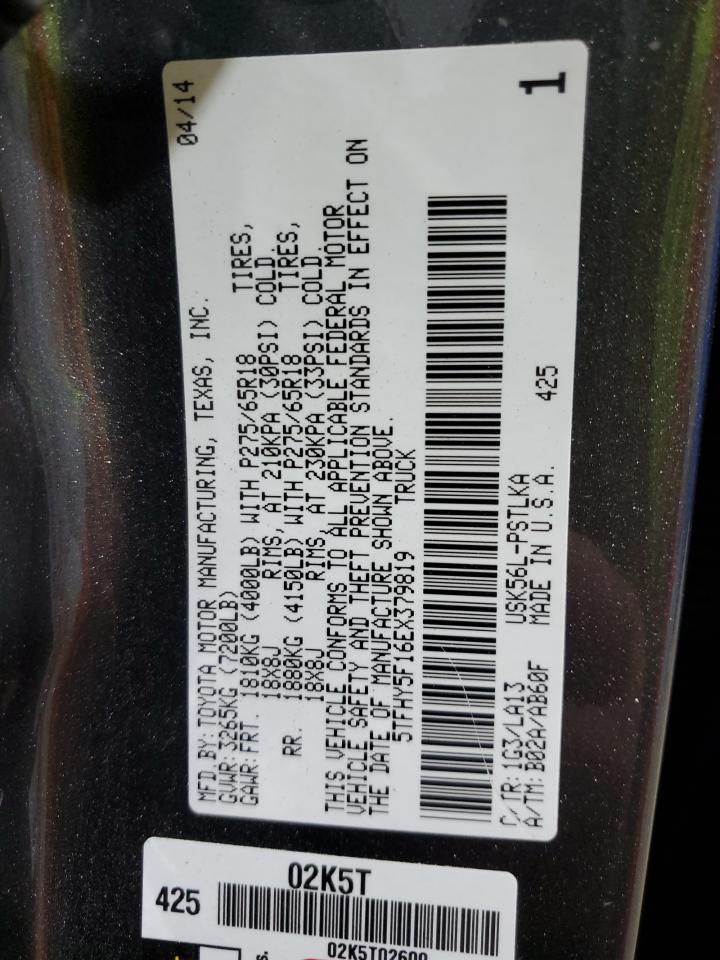 MFD.BY:TOYOTA MOTOR MANUFACTURING, TEXAS, INC. 04/14
GVWR:3265KG (7200LB)
GAWR:FRT. 1810KG (4000LB) WITH P275/65R18 TIRES,
18X8J RIMS, AT 210KPA (30PSI) COLD.
RR. 1880KG (4150LB) WITH P275/65R18 TIRES,
18X8J RIMS, AT 230KPA (33PSI) COLD.
THIS VEHICLE CONFORMS TO ALL APPLICABLE FEDERAL MOTOR
VEHICLE SAFETY AND THEFT PREVENTION STANDARDS IN EFFECT ON
THE DATE OF MANUFACTURE SHOWN ABOVE.
5TFHY5F16EX379819 TRUCK
C/TR:1G3/LA13 USK56L-PSTLKA
A/TM:B02A/AB60F MADE IN U.S.A. 425
1
02K5T
425